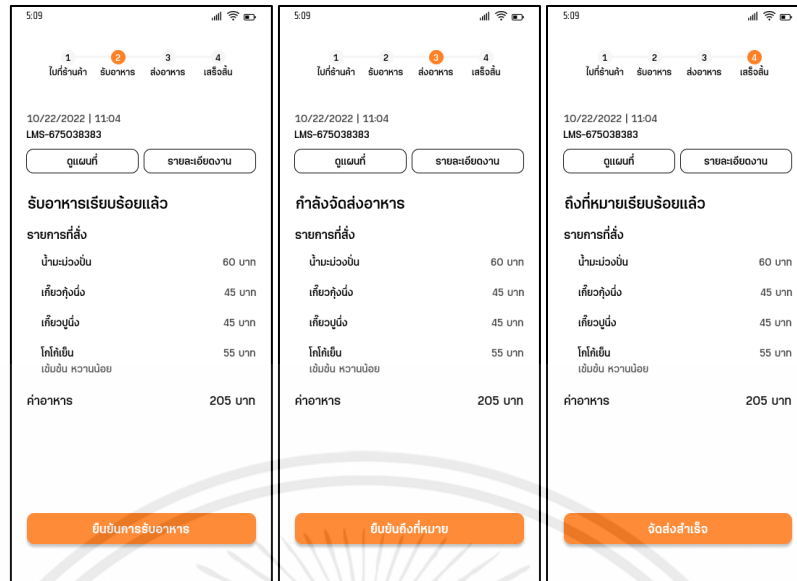 5:09
1 2 3 4
ไปที่ร้านค้า รับอาหาร ส่งอาหาร เสร็จสิ้น
10/22/2022 | 11:04
LMS-675038383
ดูแผนที่ รายละเอียดงาน
รับอาหารเรียบร้อยแล้ว
รายการที่สั่ง
น้ำมะม่วงปั่น 60 บาท
เกี๊ยวกุ้งนึ่ง 45 บาท
เกี๊ยวปูนึ่ง 45 บาท
โกโก้เย็น 55 บาท
เข้มข้น หวานน้อย
ค่าอาหาร 205 บาท
ยืนยันการรับอาหาร
5:09
1 2 3 4
ไปที่ร้านค้า รับอาหาร ส่งอาหาร เสร็จสิ้น
10/22/2022 | 11:04
LMS-675038383
ดูแผนที่ รายละเอียดงาน
กำลังจัดส่งอาหาร
รายการที่สั่ง
น้ำมะม่วงปั่น 60 บาท
เกี๊ยวกุ้งนึ่ง 45 บาท
เกี๊ยวปูนึ่ง 45 บาท
โกโก้เย็น 55 บาท
เข้มข้น หวานน้อย
ค่าอาหาร 205 บาท
ยืนยันถึงที่หมาย
5:09
1 2 3 4
ไปที่ร้านค้า รับอาหาร ส่งอาหาร เสร็จสิ้น
10/22/2022 | 11:04
LMS-675038383
ดูแผนที่ รายละเอียดงาน
ถึงที่หมายเรียบร้อยแล้ว
รายการที่สั่ง
น้ำมะม่วงปั่น 60 บาท
เกี๊ยวกุ้งนึ่ง 45 บาท
เกี๊ยวปูนึ่ง 45 บาท
โกโก้เย็น 55 บาท
เข้มข้น หวานน้อย
ค่าอาหาร 205 บาท
จัดส่งสำเร็จ